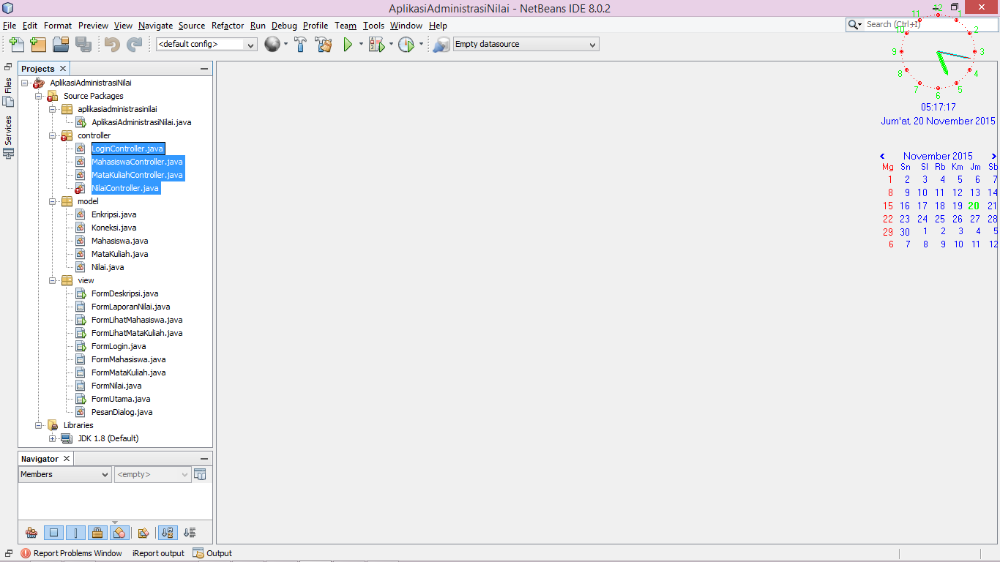 AplikasiAdministrasiNilai - NetBeans IDE 8.0.2
File Edit Format Preview View Navigate Source Refactor Run Debug Profile Team Tools Window Help
Search (Ctrl+I)
<default config>
Empty datasource
12
1
2
3
4
5
6
7
8
9
10
11
05:17:17
Jum'at, 20 November 2015
< November 2015 >
Mg Sn Sl Rb Km Jm Sb
1 2 3 4 5 6 7
8 9 10 11 12 13 14
15 16 17 18 19 20 21
22 23 24 25 26 27 28
29 30 1 2 3 4 5
6 7 8 9 10 11 12
Files
Services
Projects
AplikasiAdministrasiNilai
Source Packages
aplikasiadministrasinilai
AplikasiAdministrasiNilai.java
controller
LoginController.java
MahasiswaController.java
MataKuliahController.java
NilaiController.java
model
Enkripsi.java
Koneksi.java
Mahasiswa.java
MataKuliah.java
Nilai.java
view
FormDeskripsi.java
FormLaporanNilai.java
FormLihatMahasiswa.java
FormLihatMataKuliah.java
FormLogin.java
FormMahasiswa.java
FormMataKuliah.java
FormNilai.java
FormUtama.java
PesanDialog.java
Libraries
JDK 1.8 (Default)
Navigator
Members
<empty>
Report Problems Window iReport output Output